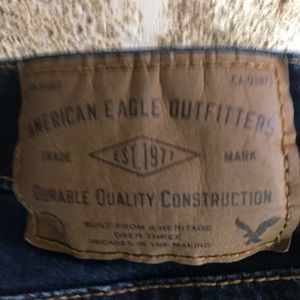 AMERICAN EAGLE OUTFITTERS
TRADE EST. 1977 MARK
DURABLE QUALITY CONSTRUCTION
BUILT FROM A HERITAGE
OVER THREE
DECADES IN THE MAKING